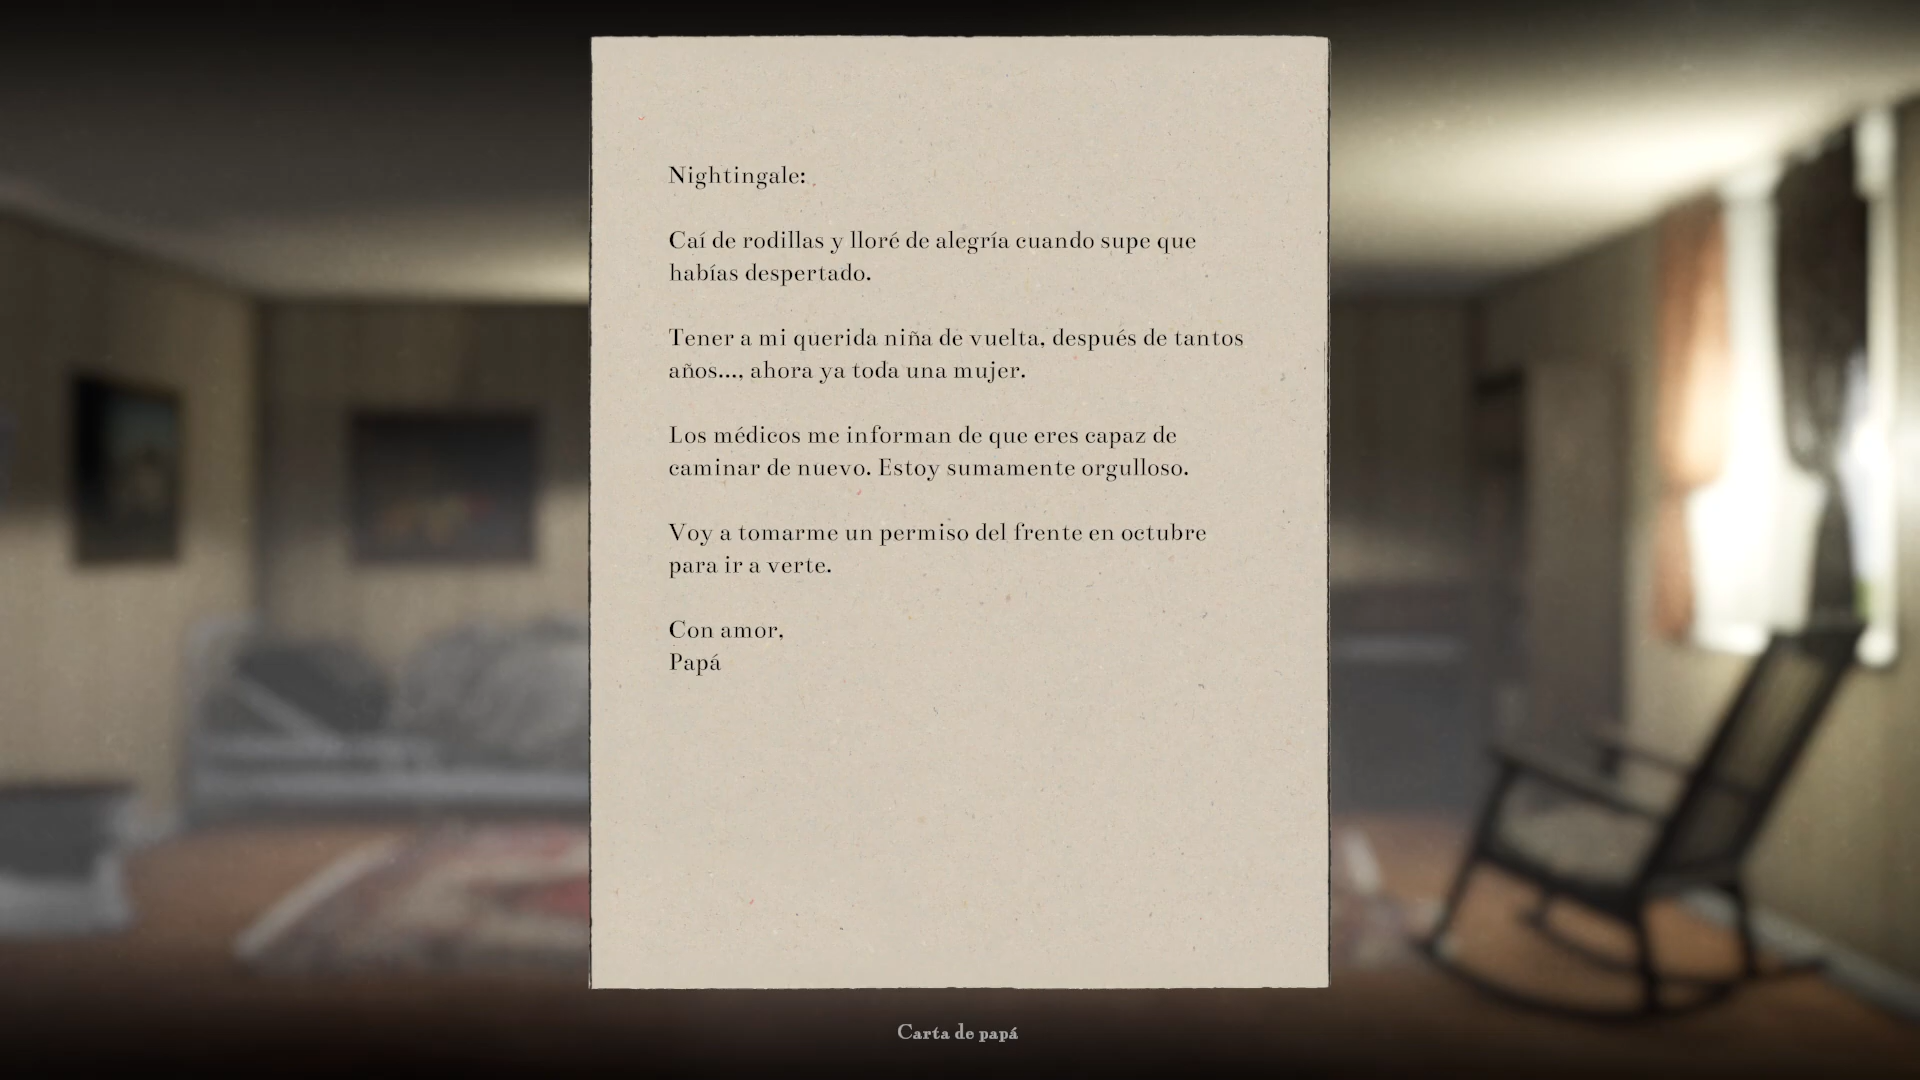 Nightingale:
Caí de rodillas y lloré de alegría cuando supe que
habías despertado.
Tener a mi querida niña de vuelta, después de tantos
años..., ahora ya toda una mujer.
Los médicos me informan de que eres capaz de
caminar de nuevo. Estoy sumamente orgulloso.
Voy a tomarme un permiso del frente en octubre
para ir a verte.
Con amor,
Papá
Carta de papá